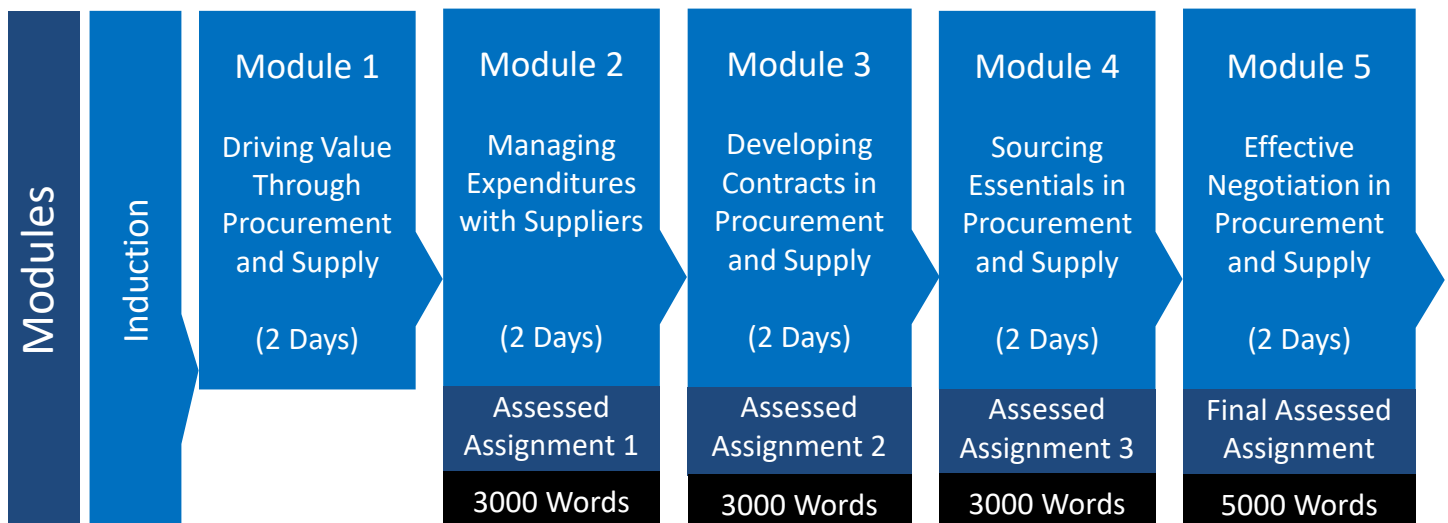 Modules
Induction
Module 1
Driving Value
Through
Procurement
and Supply
(2 Days)
Module 2
Managing
Expenditures
with Suppliers
(2 Days)
Assessed
Assignment 1
3000 Words
Module 3
Developing
Contracts in
Procurement
and Supply
(2 Days)
Assessed
Assignment 2
3000 Words
Module 4
Sourcing
Essentials in
Procurement
and Supply
(2 Days)
Assessed
Assignment 3
3000 Words
Module 5
Effective
Negotiation in
Procurement
and Supply
(2 Days)
Final Assessed
Assignment
5000 Words